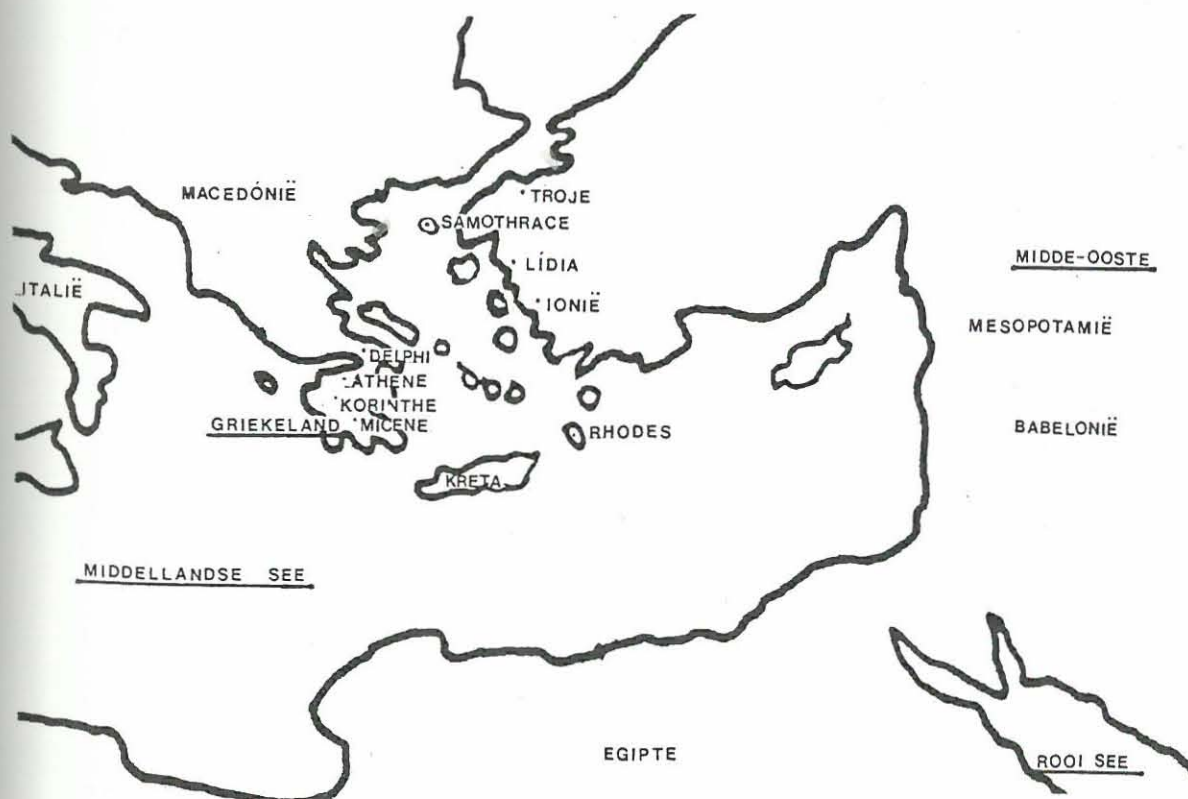 MACEDÓNIË
TROJE
SAMOTHRACE
LÍDIA
MIDDE-OOSTE
ITALIË
IONIË
MESOPOTAMIË
DELPHI
ATHENE
KORINTHE
GRIEKELAND
MICENE
RHODES
BABELONIË
KRETA
MIDDELLANDSE SEE
EGIPTE
ROOI SEE